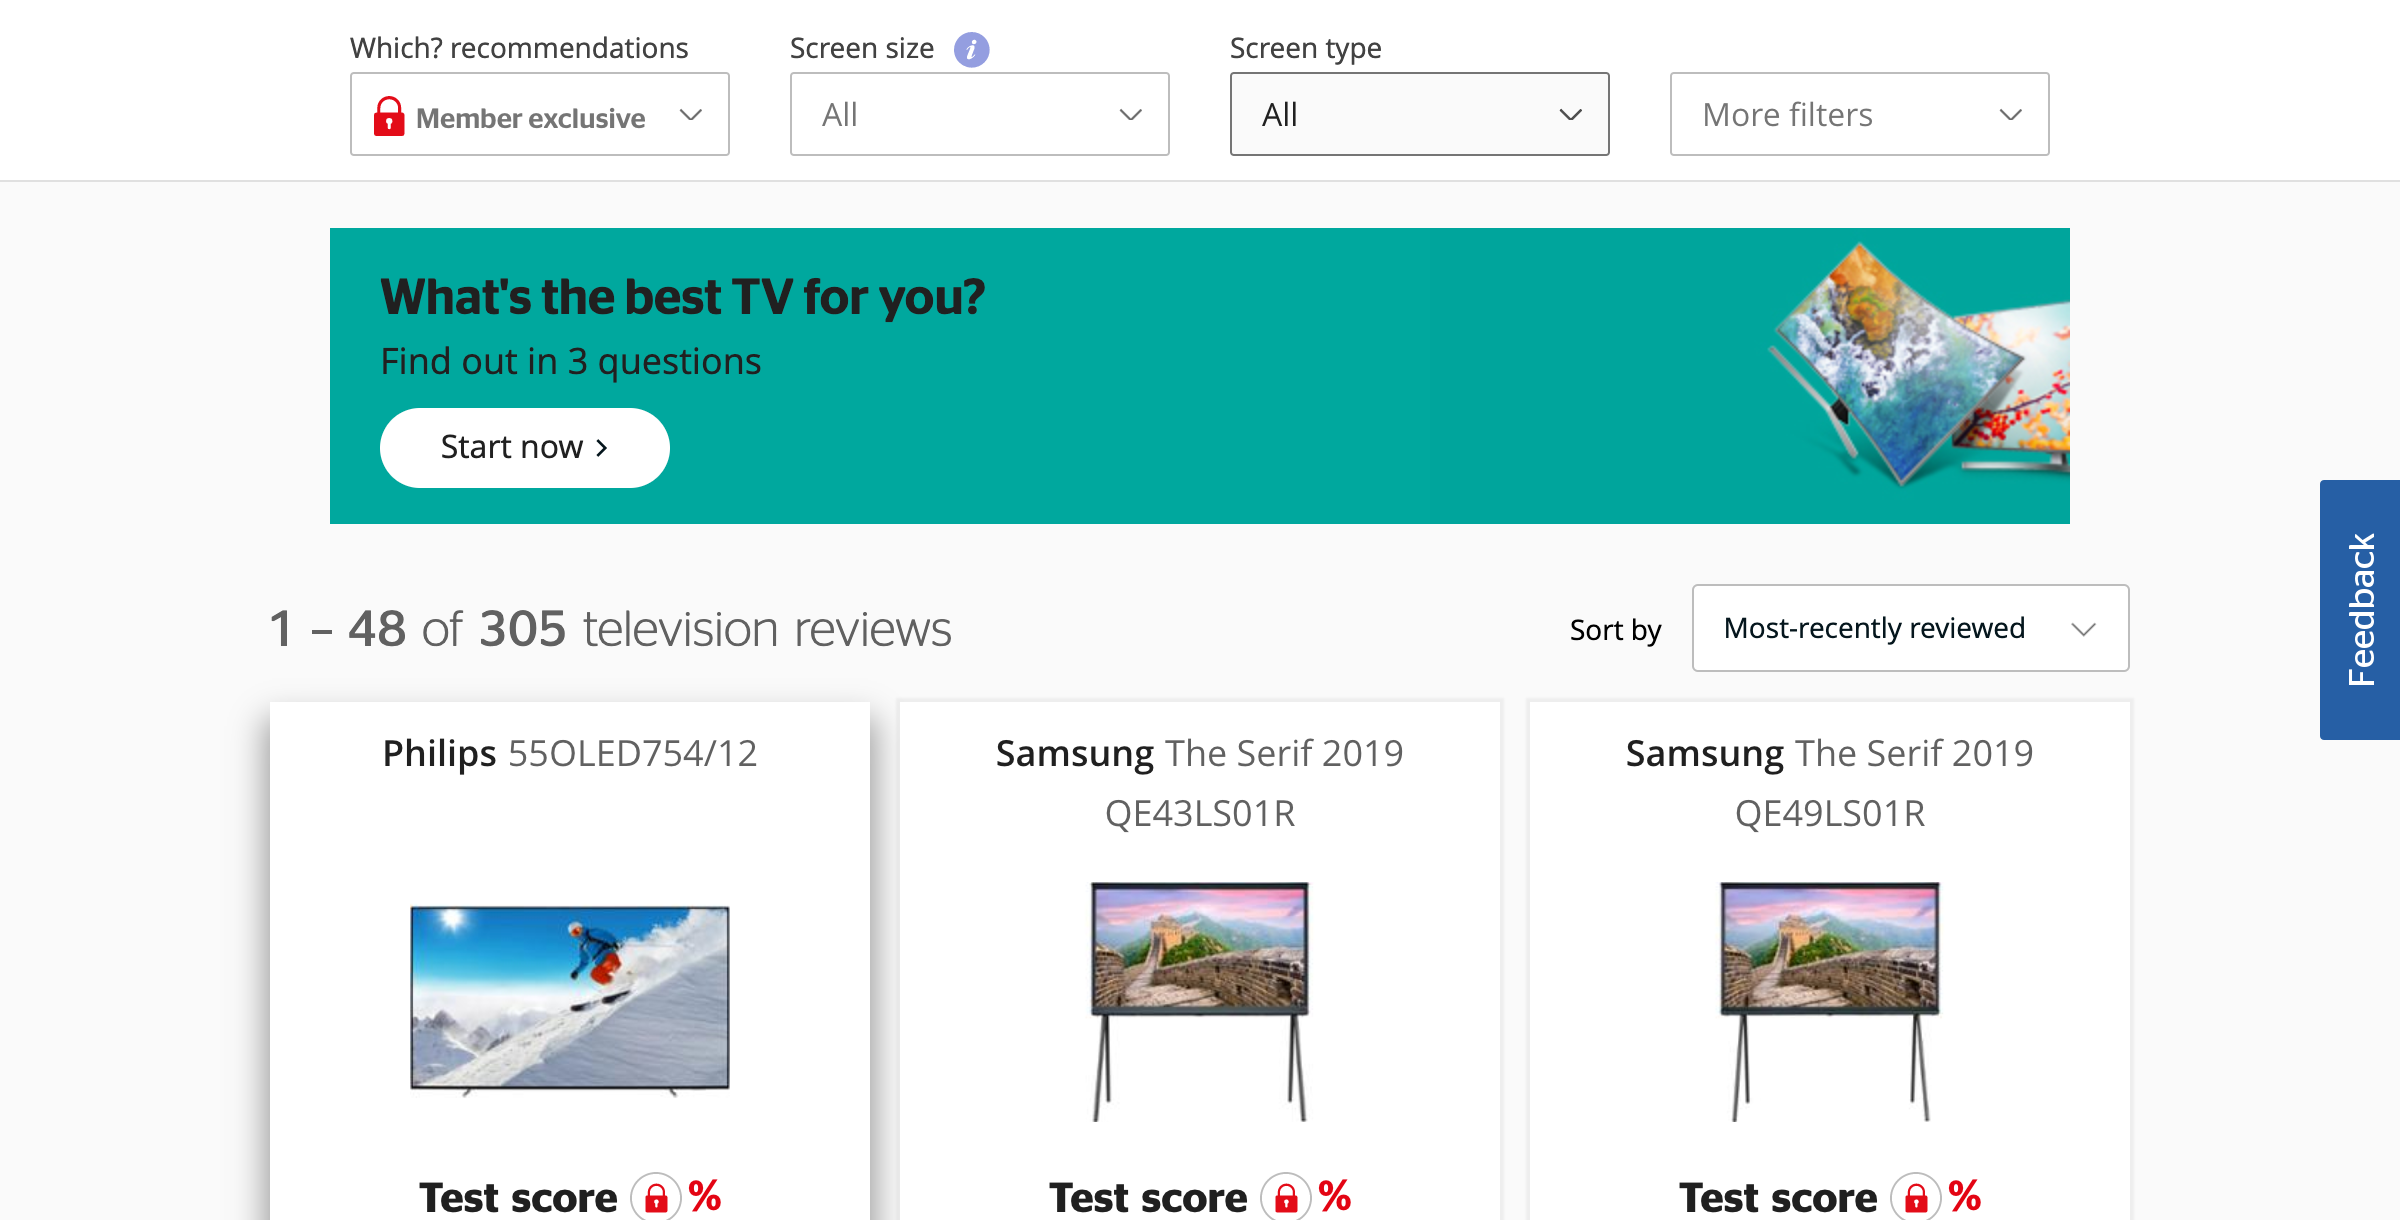 Which? recommendations
Screen size i
Screen type
Member exclusive
All
All
More filters
What's the best TV for you?
Find out in 3 questions
Start now
Feedback
1 – 48 of 305 television reviews
Sort by
Most-recently reviewed
Philips 55OLED754/12
Samsung The Serif 2019
QE43LS01R
Samsung The Serif 2019
QE49LS01R
Test score %
Test score %
Test score %